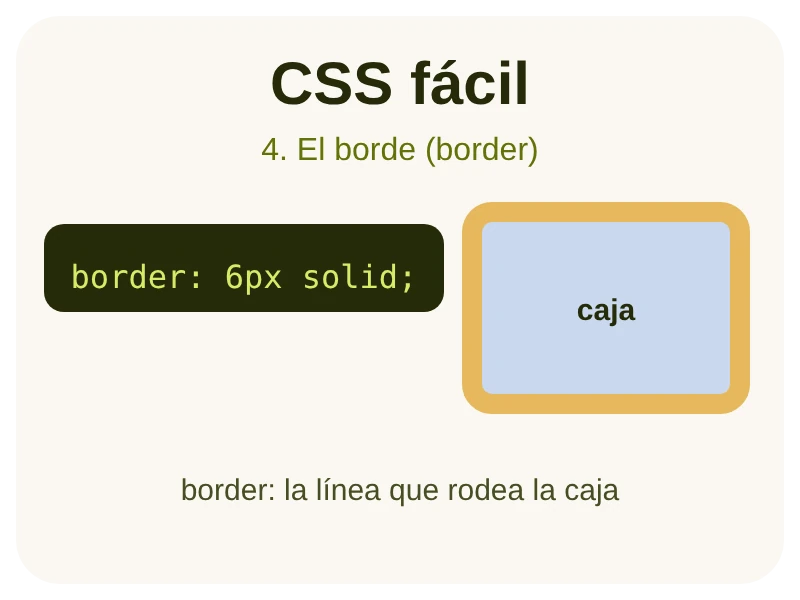 CSS fácil
4. El borde (border)
border: 6px solid;
caja
border: la línea que rodea la caja